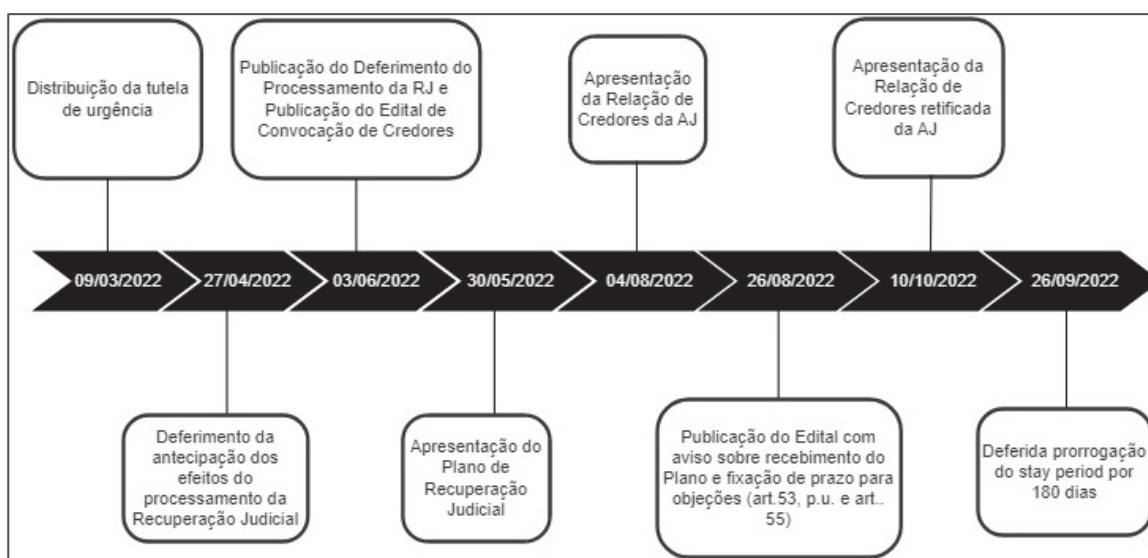 Distribuição da tutela
de urgência
Publicação do Deferimento do
Processamento da RJ e
Publicação do Edital de
Convocação de Credores
Apresentação
da Relação de
Credores da AJ
Apresentação da
Relação de
Credores retificada
da AJ
09/03/2022
27/04/2022
03/06/2022
30/05/2022
04/08/2022
26/08/2022
10/10/2022
26/09/2022
Deferimento da
antecipação dos
efeitos do
processamento da
Recuperação Judicial
Apresentação do
Plano de
Recuperação
Judicial
Publicação do Edital com
aviso sobre recebimento do
Plano e fixação de prazo para
objeções (art.53, p.u. e art..
55)
Deferida prorrogação
do stay period por
180 dias